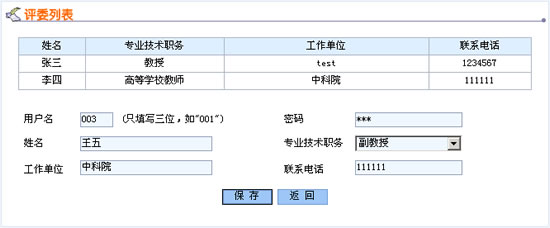 评委列表
姓名 专业技术职务 工作单位 联系电话
张三 教授 test 1234567
李四 高等学校教师 中科院 111111
用户名 003 (只填写三位，如"001") 密码 ***
姓名 王五 专业技术职务 副教授
工作单位 中科院 联系电话 111111
保 存 返 回